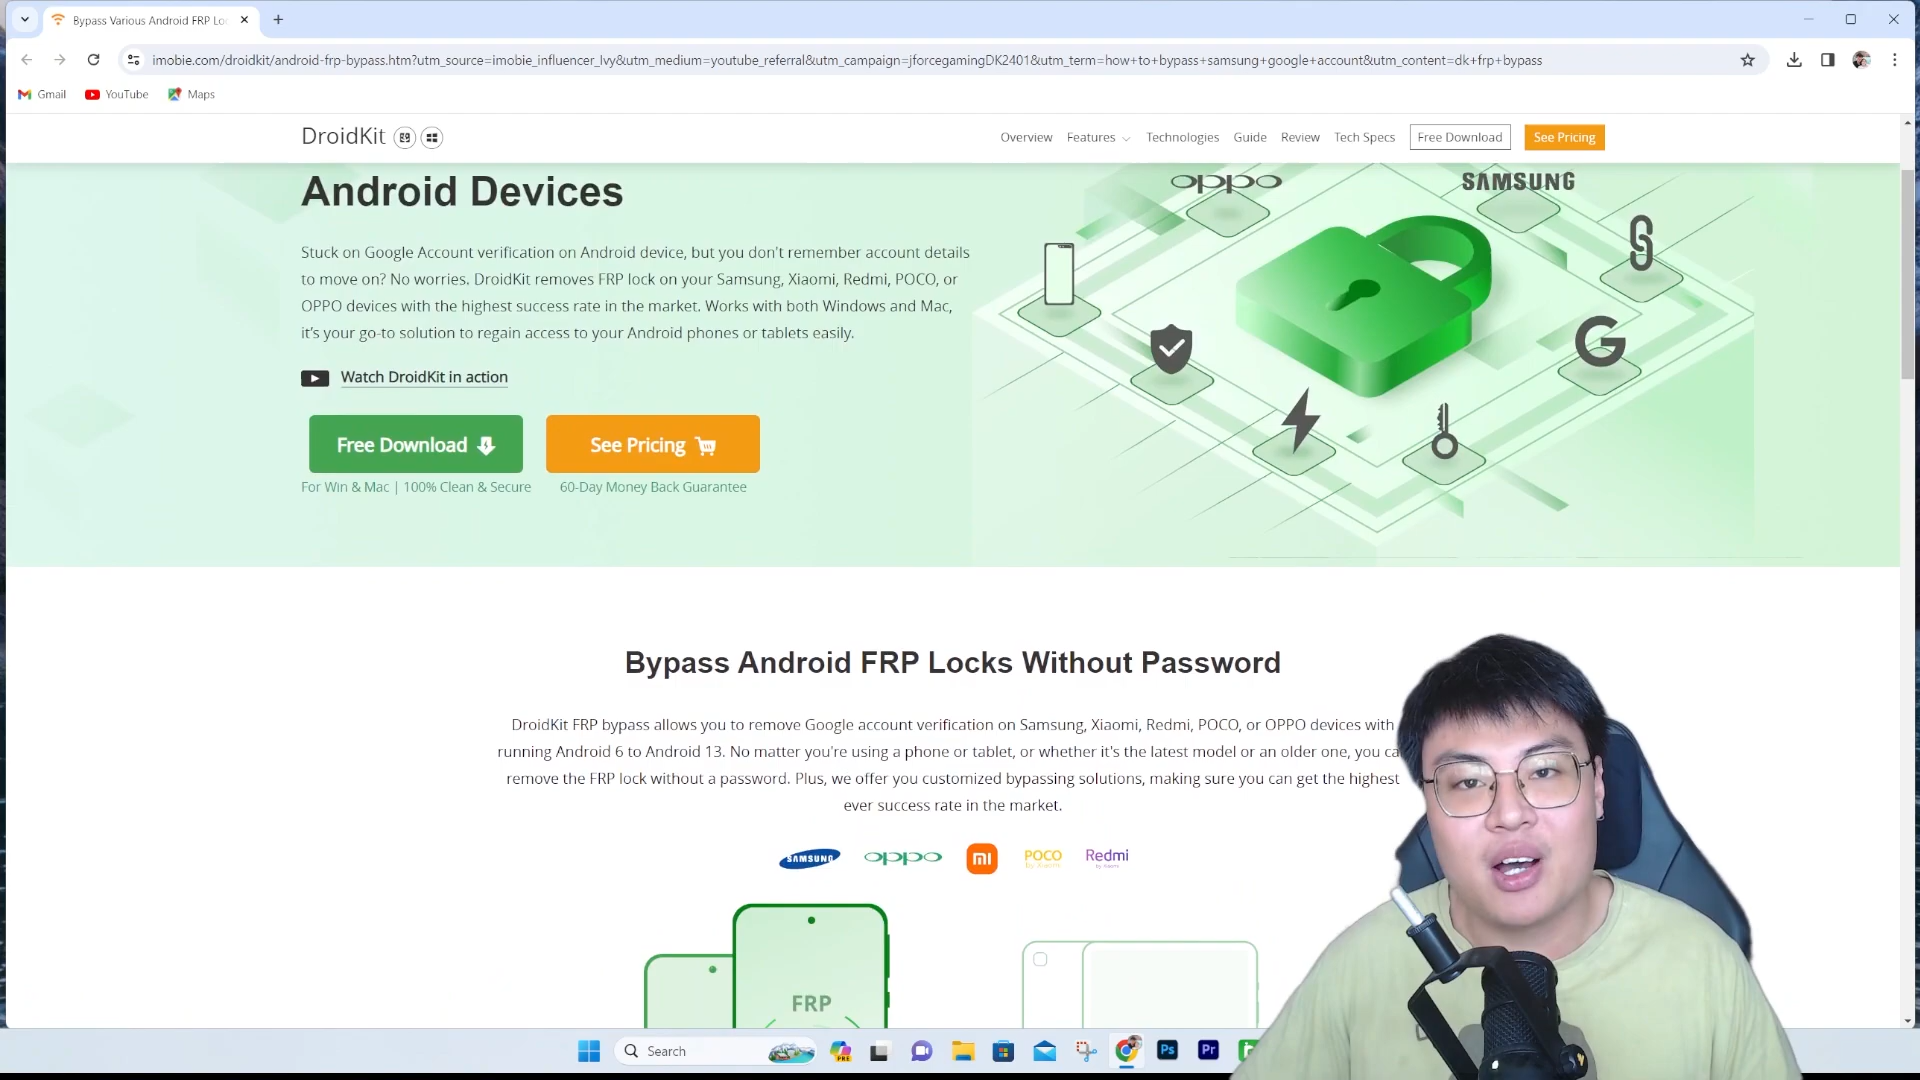 Bypass Various Android FRP Lo
imobie.com/droidkit/android-frp-bypass.htm?utm_source=imobie_influencer_lvy&utm_medium=youtube_referral&utm_campaign=jforcegamingDK2401&utm_term=how+to+bypass+samsung+google+account&utm_content=dk+frp+bypass
Gmail YouTube Maps
DroidKit
Overview Features Technologies Guide Review Tech Specs Free Download See Pricing
Android Devices
oppo SAMSUNG
Stuck on Google Account verification on Android device, but you don't remember account details
to move on? No worries. DroidKit removes FRP lock on your Samsung, Xiaomi, Redmi, POCO, or
OPPO devices with the highest success rate in the market. Works with both Windows and Mac,
it's your go-to solution to regain access to your Android phones or tablets easily.
G
Watch DroidKit in action
Free Download See Pricing
For Win & Mac | 100% Clean & Secure 60-Day Money Back Guarantee
Bypass Android FRP Locks Without Password
DroidKit FRP bypass allows you to remove Google account verification on Samsung, Xiaomi, Redmi, POCO, or OPPO devices with
running Android 6 to Android 13. No matter you're using a phone or tablet, or whether it's the latest model or an older one, you ca
remove the FRP lock without a password. Plus, we offer you customized bypassing solutions, making sure you can get the highest
ever success rate in the market.
SAMSUNG oppo mi POCO Redmi
by Xiaomi by Xiaomi
FRP
Search PRE Ps Pr